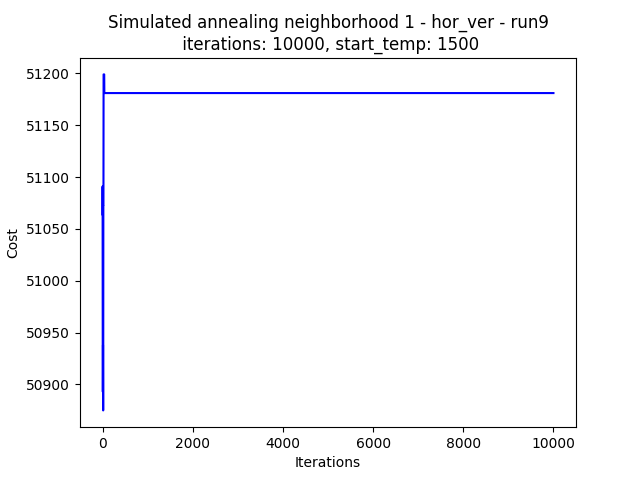 Simulated annealing neighborhood 1 - hor_ver - run9
iterations: 10000, start_temp: 1500
51200
51150
51100
51050
51000
50950
50900
Cost
0 2000 4000 6000 8000 10000
Iterations